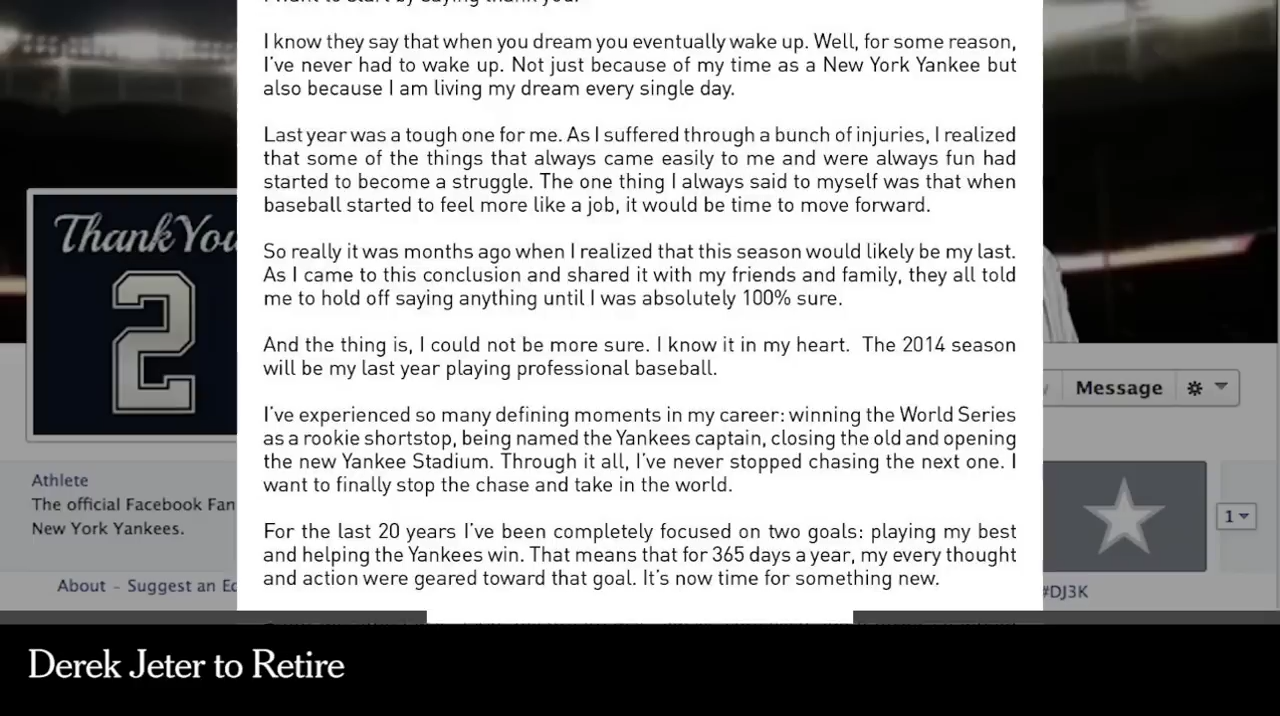 I want to start by saying thank you.
I know they say that when you dream you eventually wake up. Well, for some reason,
I've never had to wake up. Not just because of my time as a New York Yankee but
also because I am living my dream every single day.
Last year was a tough one for me. As I suffered through a bunch of injuries, I realized
that some of the things that always came easily to me and were always fun had
started to become a struggle. The one thing I always said to myself was that when
baseball started to feel more like a job, it would be time to move forward.
So really it was months ago when I realized that this season would likely be my last.
As I came to this conclusion and shared it with my friends and family, they all told
me to hold off saying anything until I was absolutely 100% sure.
And the thing is, I could not be more sure. I know it in my heart. The 2014 season
will be my last year playing professional baseball.
I've experienced so many defining moments in my career: winning the World Series
as a rookie shortstop, being named the Yankees captain, closing the old and opening
the new Yankee Stadium. Through it all, I've never stopped chasing the next one. I
want to finally stop the chase and take in the world.
For the last 20 years I've been completely focused on two goals: playing my best
and helping the Yankees win. That means that for 365 days a year, my every thought
and action were geared toward that goal. It's now time for something new.
Thank You
2
Athlete
The official Facebook Fan
New York Yankees.
About - Suggest an Ed
Message
1
#DJ3K
Derek Jeter to Retire